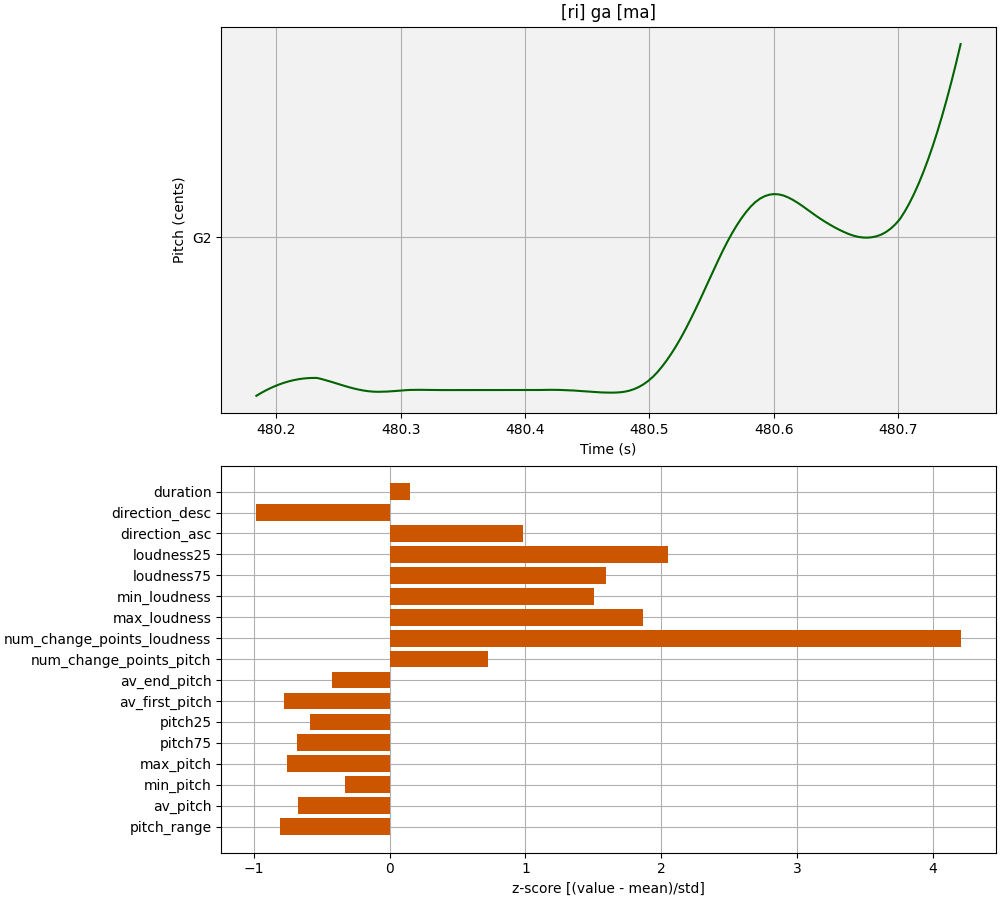 [ri] ga [ma]
Pitch (cents)
G2
480.2 480.3 480.4 480.5 480.6 480.7
Time (s)
duration
direction_desc
direction_asc
loudness25
loudness75
min_loudness
max_loudness
num_change_points_loudness
num_change_points_pitch
av_end_pitch
av_first_pitch
pitch25
pitch75
max_pitch
min_pitch
av_pitch
pitch_range
−1 0 1 2 3 4
z-score [(value - mean)/std]